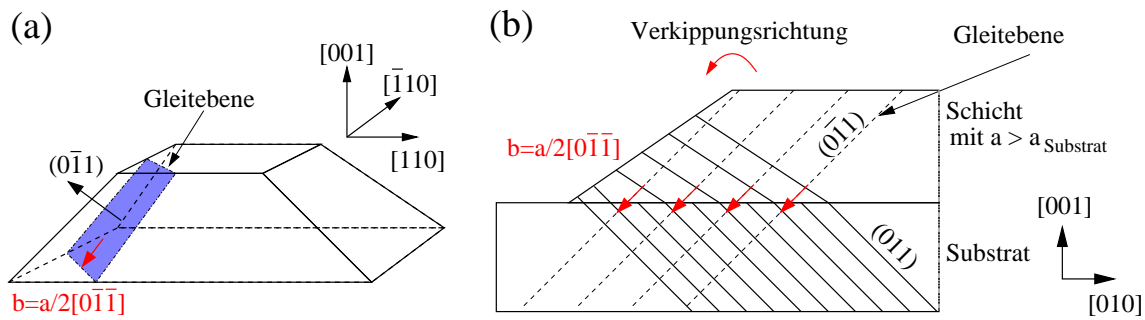 (a)
[001]
[1̄10]
[110]
Gleitebene
(01̄1)
b=a/2[01̄1̄]
(b)
Verkippungsrichtung
Gleitebene
b=a/2[01̄1̄]
(01̄1)
Schicht
mit a > a Substrat
(011)
Substrat
[001]
[010]